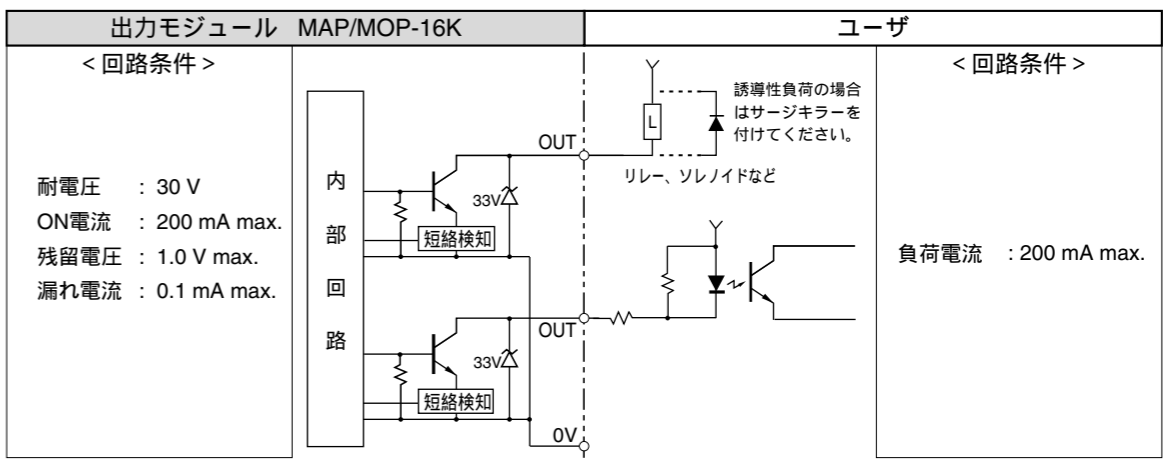 出力モジュール MAP/MOP-16K
ユーザ
<回路条件>
耐電圧 : 30 V
ON電流 : 200 mA max.
残留電圧 : 1.0 V max.
漏れ電流 : 0.1 mA max.
内部回路
OUT
33V
短絡検知
OUT
33V
短絡検知
0V
L
誘導性負荷の場合
はサージキラーを
付けてください。
リレー、ソレノイドなど
<回路条件>
負荷電流 : 200 mA max.